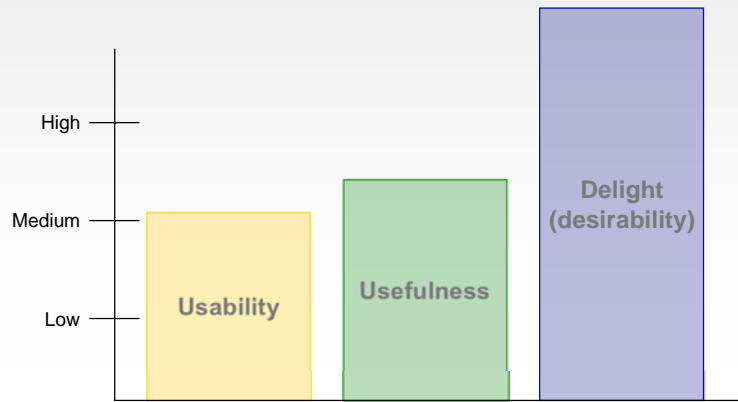 High
Medium
Low
Usability
Usefulness
Delight
(desirability)